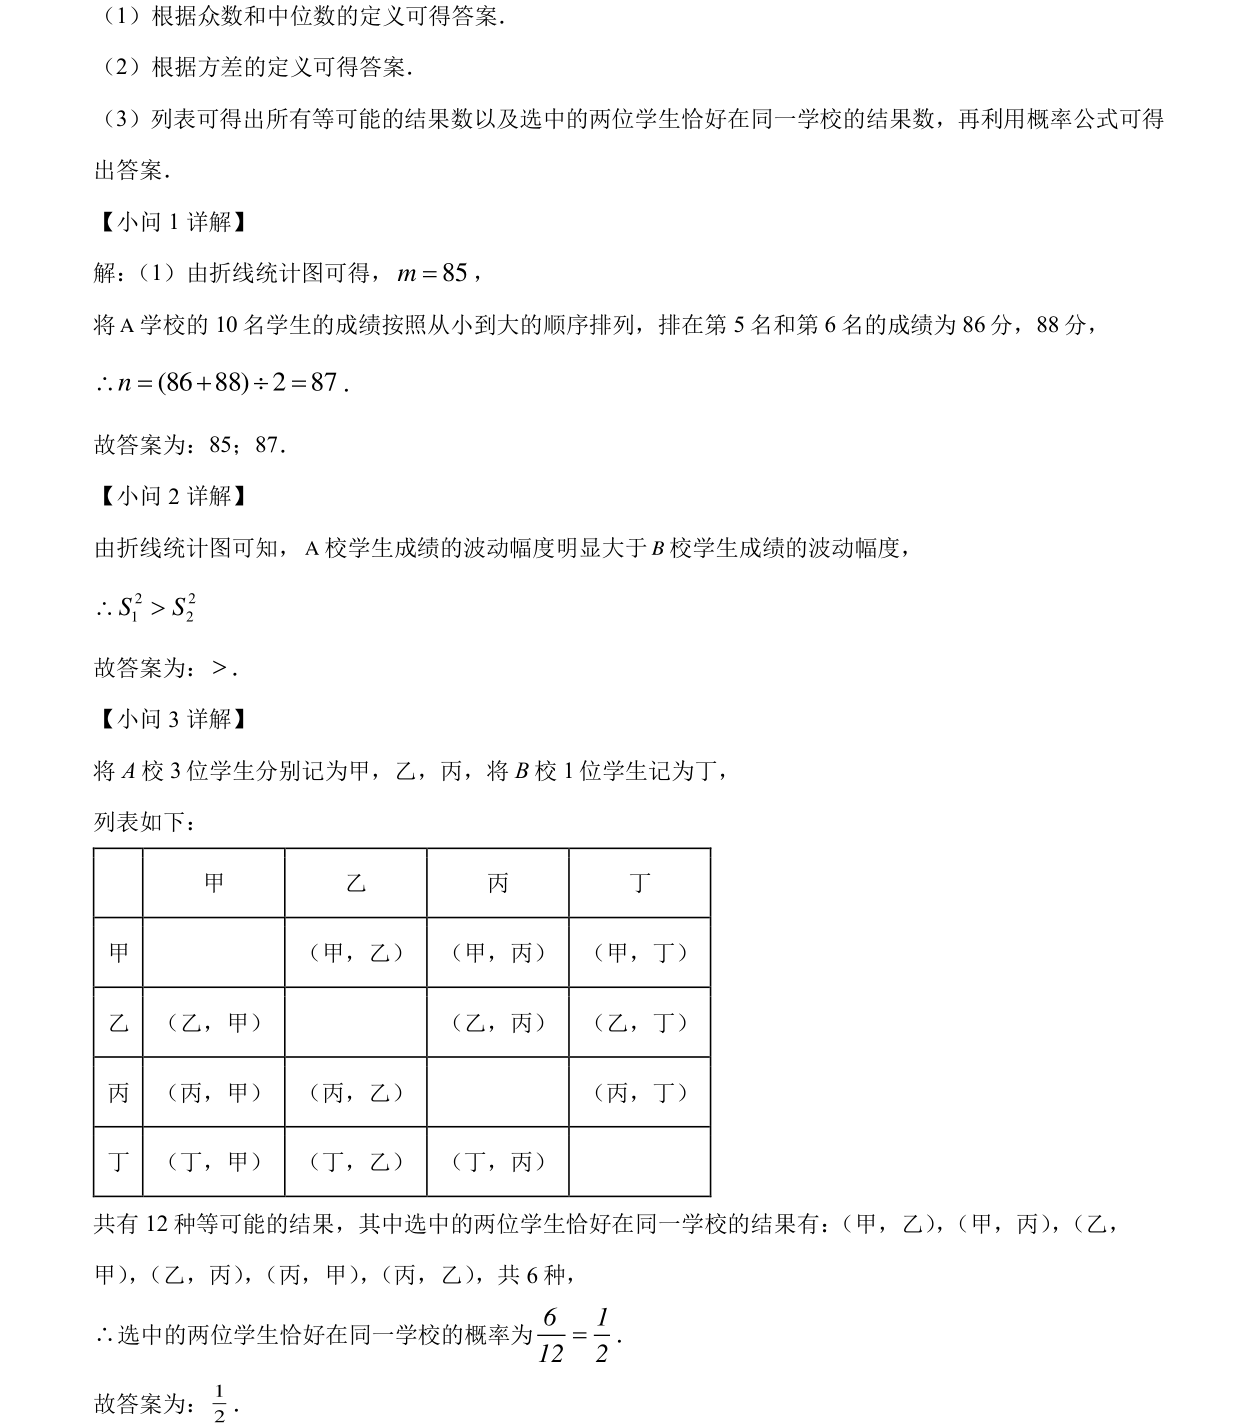 （1）根据众数和中位数的定义可得答案．
（2）根据方差的定义可得答案．
（3）列表可得出所有等可能的结果数以及选中的两位学生恰好在同一学校的结果数，再利用概率公式可得
出答案．
【小问 1 详解】
解：（1）由折线统计图可得， m = 85 ，
将 A 学校的 10 名学生的成绩按照从小到大的顺序排列，排在第 5 名和第 6 名的成绩为 86 分，88 分，
∴n = (86+88)÷2 = 87．
故答案为：85；87．
【小问 2 详解】
由折线统计图可知， A 校学生成绩的波动幅度明显大于 B 校学生成绩的波动幅度，
∴S₁² > S₂²
故答案为：>．
【小问 3 详解】
将 A 校 3 位学生分别记为甲，乙，丙，将 B 校 1 位学生记为丁，
列表如下：
甲 乙 丙 丁
甲 （甲，乙） （甲，丙） （甲，丁）
乙 （乙，甲） （乙，丙） （乙，丁）
丙 （丙，甲） （丙，乙） （丙，丁）
丁 （丁，甲） （丁，乙） （丁，丙）
共有 12 种等可能的结果，其中选中的两位学生恰好在同一学校的结果有：（甲，乙），（甲，丙），（乙，
甲），（乙，丙），（丙，甲），（丙，乙），共 6 种，
∴选中的两位学生恰好在同一学校的概率为 6/12 = 1/2．
故答案为：1/2．